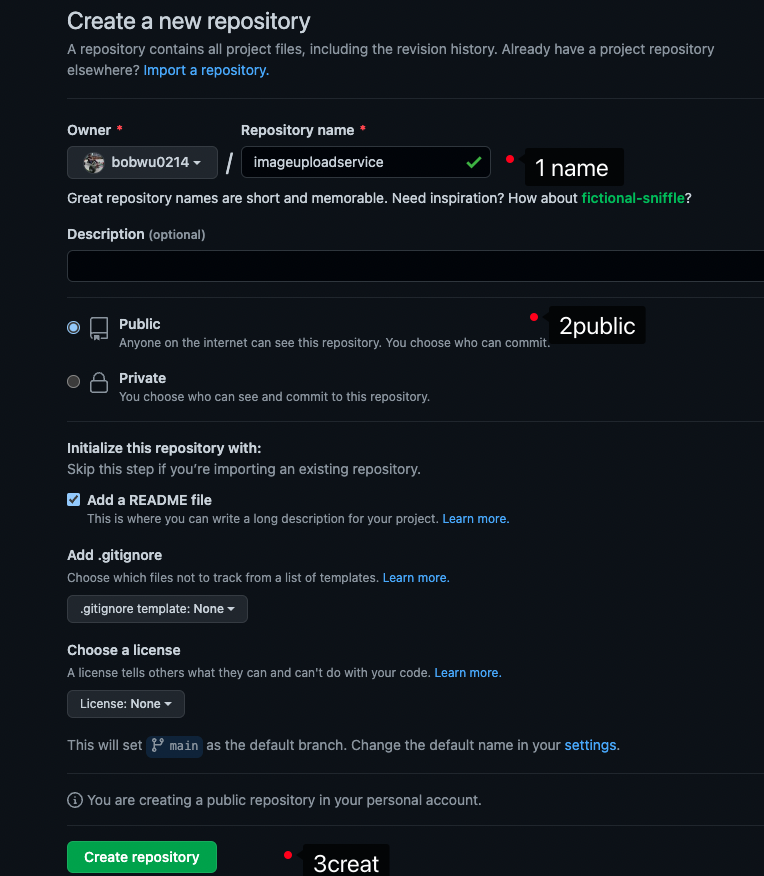 Create a new repository
A repository contains all project files, including the revision history. Already have a project repository
elsewhere? Import a repository.
Owner *
Repository name *
bobwu0214
/
imageuploadservice
1 name
Great repository names are short and memorable. Need inspiration? How about fictional-sniffle?
Description (optional)
Public
2public
Anyone on the internet can see this repository. You choose who can commit.
Private
You choose who can see and commit to this repository.
Initialize this repository with:
Skip this step if you’re importing an existing repository.
Add a README file
This is where you can write a long description for your project. Learn more.
Add .gitignore
Choose which files not to track from a list of templates. Learn more.
.gitignore template: None
Choose a license
A license tells others what they can and can't do with your code. Learn more.
License: None
This will set main as the default branch. Change the default name in your settings.
You are creating a public repository in your personal account.
Create repository
3creat